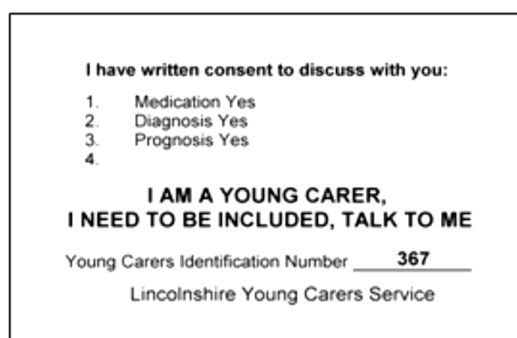 I have written consent to discuss with you:
1. Medication Yes
2. Diagnosis Yes
3. Prognosis Yes
4.
I AM A YOUNG CARER,
I NEED TO BE INCLUDED, TALK TO ME
Young Carers Identification Number 367
Lincolnshire Young Carers Service